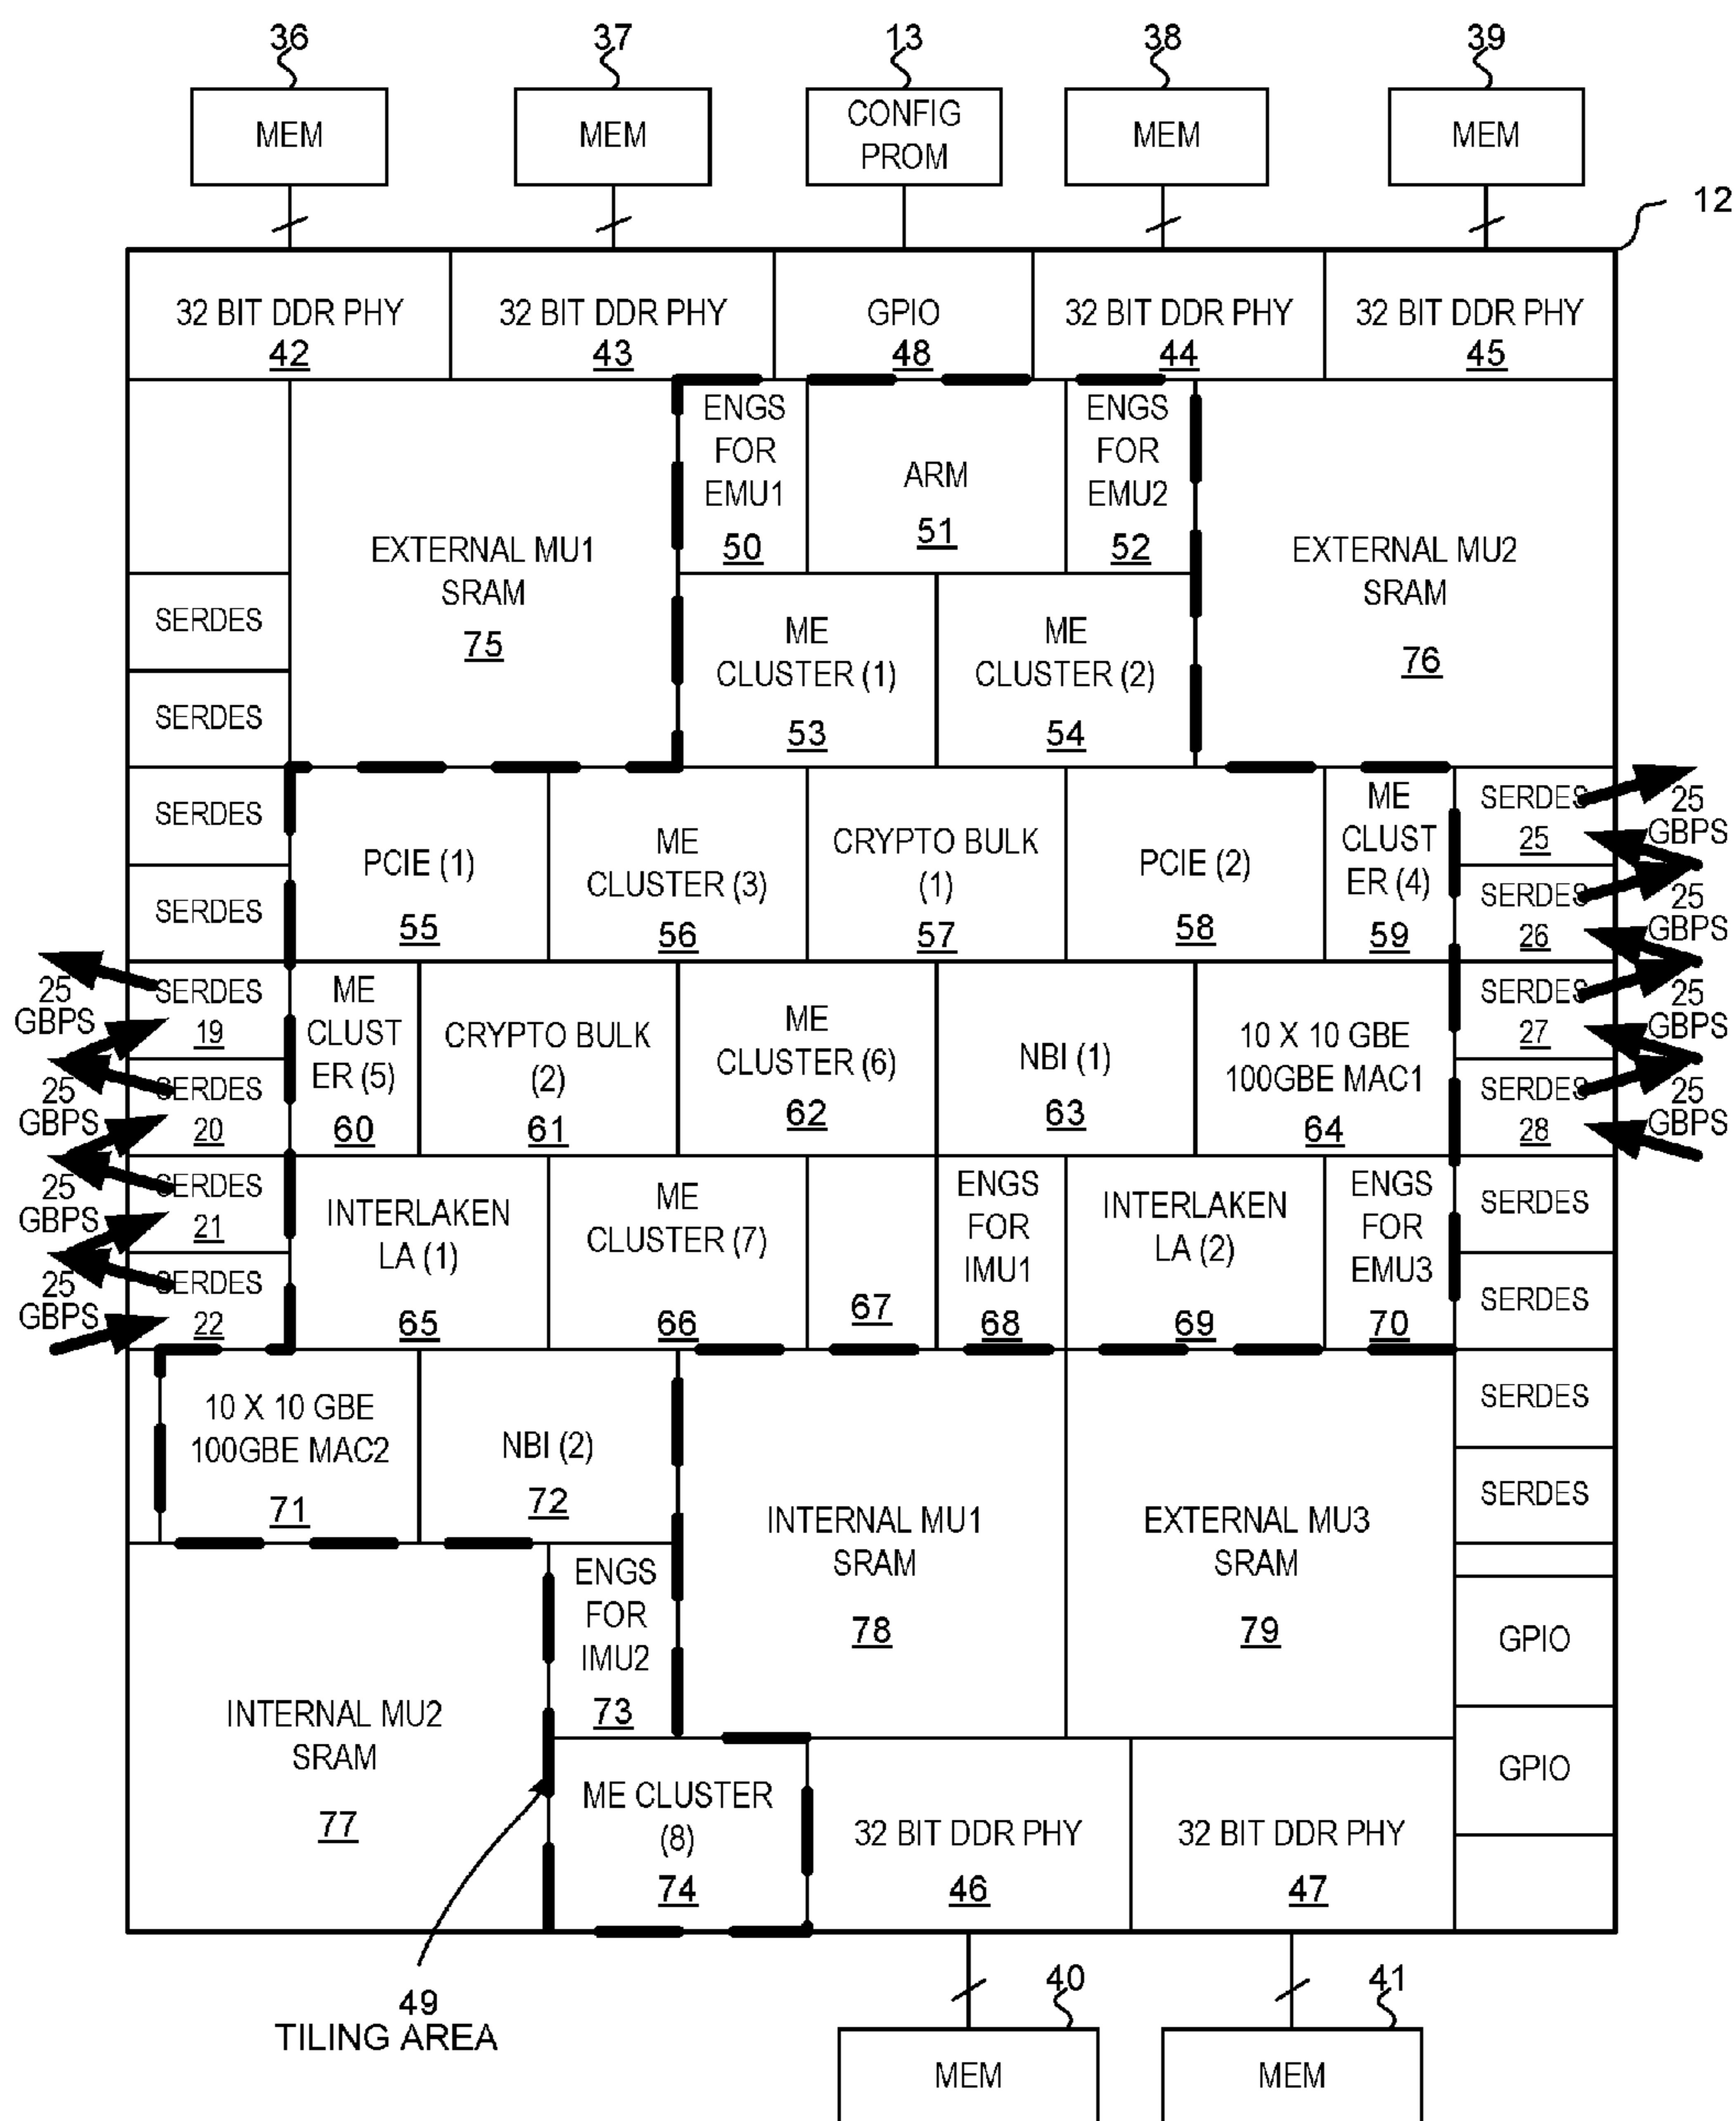 36
37
13
38
39
MEM
MEM
CONFIG
PROM
MEM
MEM
12
32 BIT DDR PHY
42
32 BIT DDR PHY
43
GPIO
48
32 BIT DDR PHY
44
32 BIT DDR PHY
45
EXTERNAL MU1
SRAM
75
ENGS
FOR
EMU1
50
ARM
51
ENGS
FOR
EMU2
52
EXTERNAL MU2
SRAM
76
SERDES
SERDES
ME
CLUSTER (1)
53
ME
CLUSTER (2)
54
SERDES
SERDES
PCIE (1)
55
ME
CLUSTER (3)
56
CRYPTO BULK
(1)
57
PCIE (2)
58
ME
CLUST
ER (4)
59
SERDES
25
25
GBPS
SERDES
26
25
GBPS
25
GBPS
SERDES
19
25
GBPS
SERDES
20
ME
CLUST
ER (5)
60
CRYPTO BULK
(2)
61
ME
CLUSTER (6)
62
NBI (1)
63
10 X 10 GBE
100GBE MAC1
64
SERDES
27
25
GBPS
SERDES
28
25
GBPS
25
GBPS
SERDES
21
25
GBPS
SERDES
22
INTERLAKEN
LA (1)
65
ME
CLUSTER (7)
66
67
ENGS
FOR
IMU1
68
INTERLAKEN
LA (2)
69
ENGS
FOR
EMU3
70
SERDES
SERDES
10 X 10 GBE
100GBE MAC2
71
NBI (2)
72
INTERNAL MU1
SRAM
78
EXTERNAL MU3
SRAM
79
SERDES
SERDES
INTERNAL MU2
SRAM
77
ENGS
FOR
IMU2
73
GPIO
GPIO
ME CLUSTER
(8)
74
32 BIT DDR PHY
46
32 BIT DDR PHY
47
49
TILING AREA
40
41
MEM
MEM